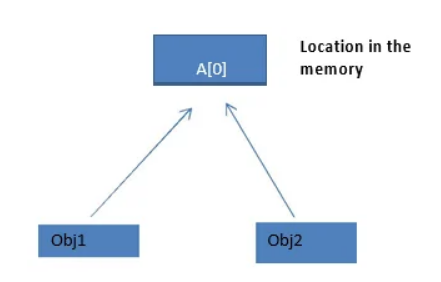 A[0]
Location in the
memory
Obj1
Obj2